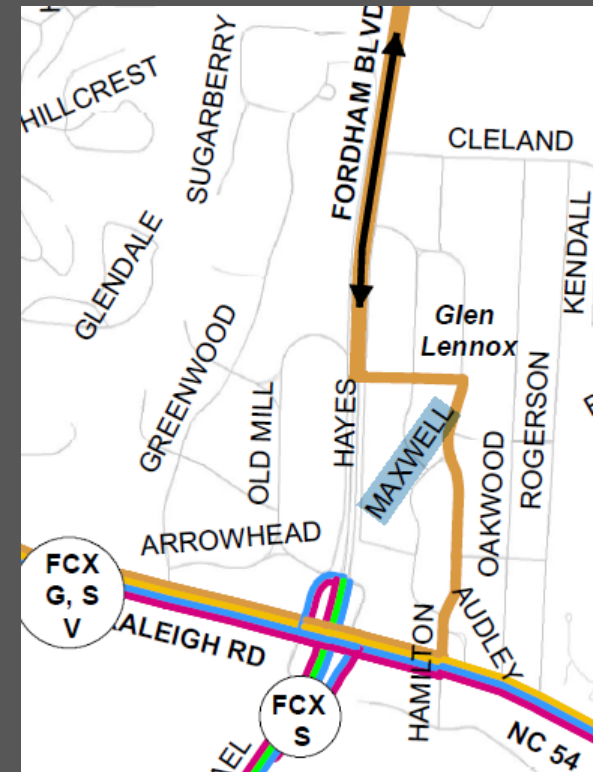 HILLCREST
SUGARBERRY
FORDHAM BLVD
CLELAND
KENDALL
GLENDALE
Glen
Lennox
GREENWOOD
OLD MILL
HAYES
MAXWELL
OAKWOOD
ROGERSON
ARROWHEAD
FCX
G, S
V
RALEIGH RD
HAMILTON
AUDLEY
FCX
S
NC 54